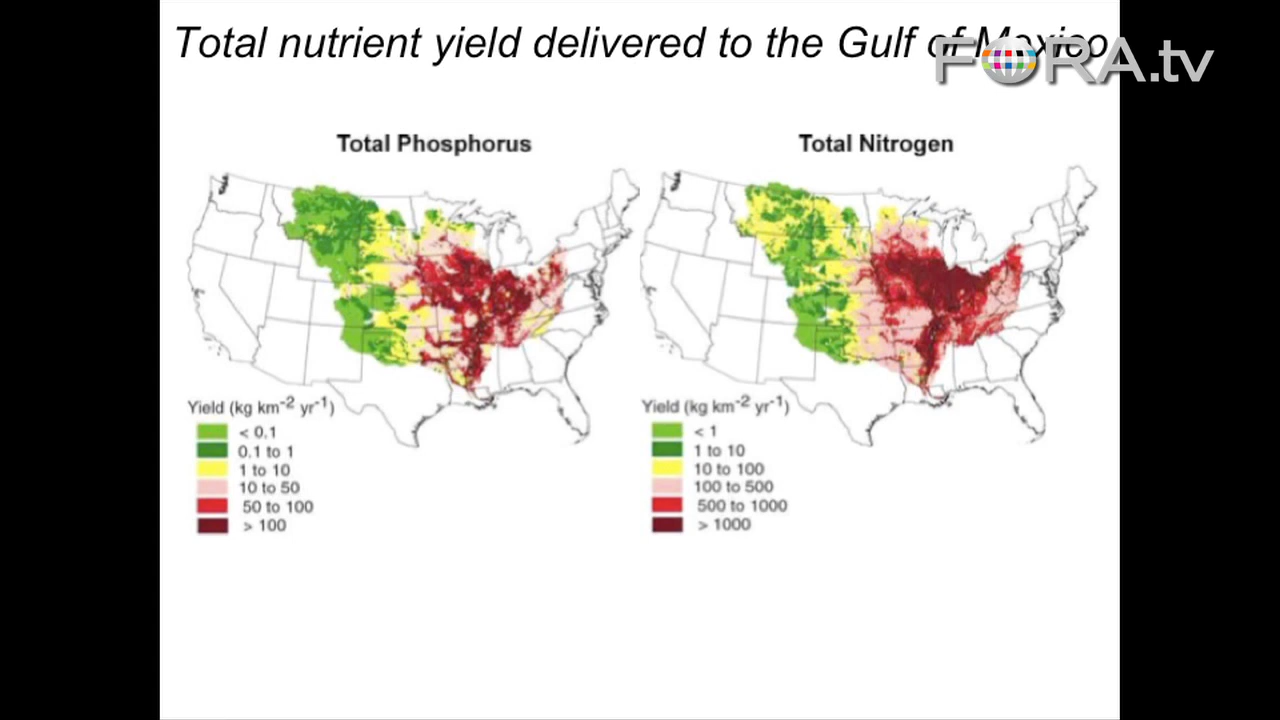 Total nutrient yield delivered to the Gulf of Mexico
FORA.tv
Total Phosphorus
Total Nitrogen
Yield (kg km⁻² yr⁻¹)
< 0.1
0.1 to 1
1 to 10
10 to 50
50 to 100
> 100
Yield (kg km⁻² yr⁻¹)
< 1
1 to 10
10 to 100
100 to 500
500 to 1000
> 1000